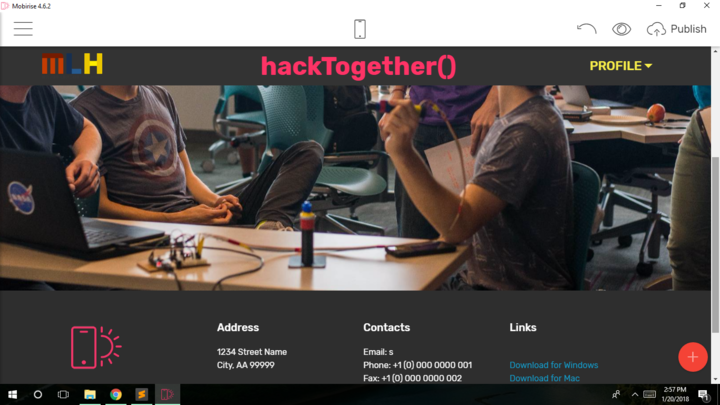 Mobirise 4.6.2
Publish
MLH
hackTogether()
PROFILE
NASA
Address
1234 Street Name
City, AA 99999
Contacts
Email: s
Phone: +1 (0) 000 0000 001
Fax: +1 (0) 000 0000 002
Links
Download for Windows
Download for Mac
2:57 PM
1/20/2018